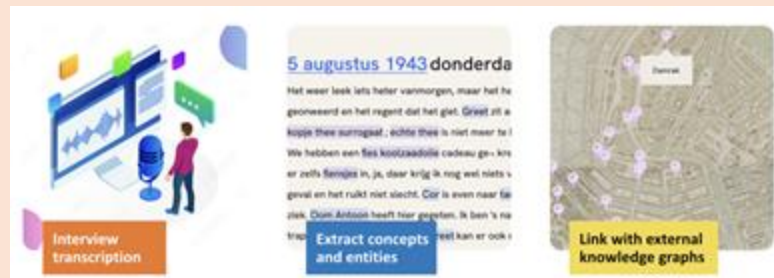 5 augustus 1943 donderda
Het weer leek iets heter vanmorgen, maar het he
geonweerd en het regent dat het giet. Greet zit a
kopje thee surrogaat, echte thee is niet meer te
We hebben een fles koolzaadolie cadeau ge
er zelfs in, ja, daar krijg ik nog wel niets v
geval en het ruikt niet slecht. Cor is even naar
ziek. Oom Antoon heeft hier gegeten. Ik ben 's na
kan er ook
Interview
transcription
Extract concepts
and entities
Link with external
knowledge graphs